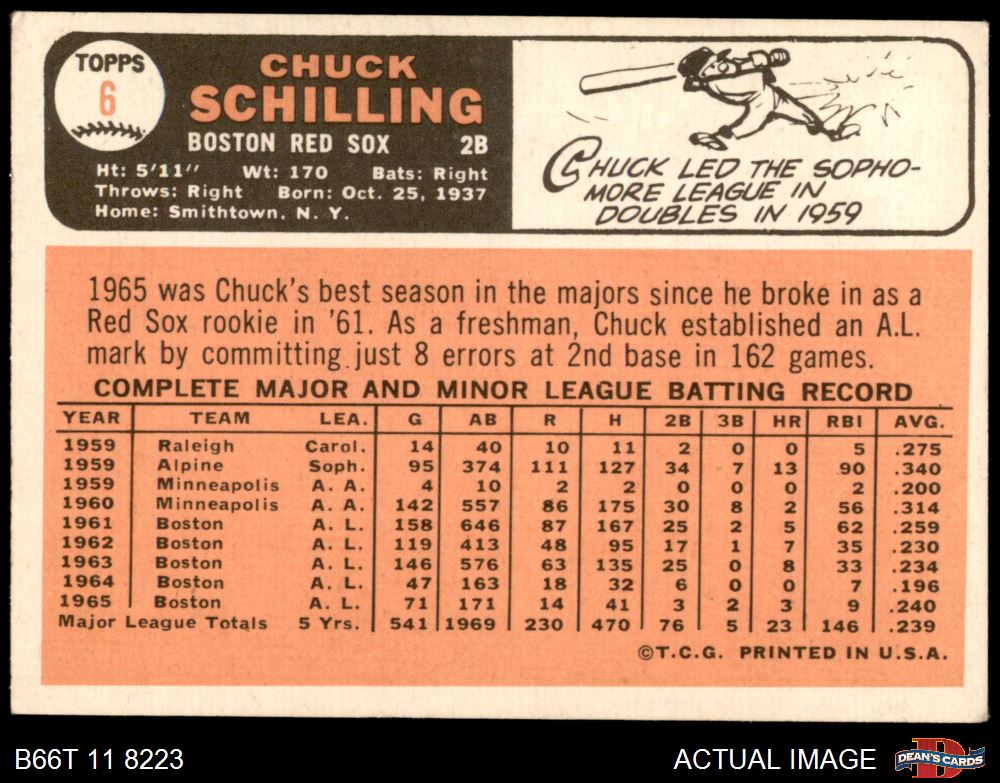 TOPPS
6
CHUCK
SCHILLING
BOSTON RED SOX 2B
Ht: 5'11" Wt: 170 Bats: Right
Throws: Right Born: Oct. 25, 1937
Home: Smithtown, N. Y.
CHUCK LED THE SOPHO-
MORE LEAGUE IN
DOUBLES IN 1959
1965 was Chuck's best season in the majors since he broke in as a
Red Sox rookie in '61. As a freshman, Chuck established an A.L.
mark by committing just 8 errors at 2nd base in 162 games.
COMPLETE MAJOR AND MINOR LEAGUE BATTING RECORD
YEAR TEAM LEA. G AB R H 2B 3B HR RBI AVG.
1959 Raleigh Carol. 14 40 10 11 2 0 0 5 .275
1959 Alpine Soph. 95 374 111 127 34 7 13 90 .340
1959 Minneapolis A. A. 4 10 2 2 0 0 0 2 .200
1960 Minneapolis A. A. 142 557 86 175 30 8 2 56 .314
1961 Boston A. L. 158 646 87 167 25 2 5 62 .259
1962 Boston A. L. 119 413 48 95 17 1 7 35 .230
1963 Boston A. L. 146 576 63 135 25 0 8 33 .234
1964 Boston A. L. 47 163 18 32 6 0 0 7 .196
1965 Boston A. L. 71 171 14 41 3 2 3 9 .240
Major League Totals 5 Yrs. 541 1969 230 470 76 5 23 146 .239
©T.C.G. PRINTED IN U.S.A.
B66T 11 8223 ACTUAL IMAGE
D
DEAN'S CARDS